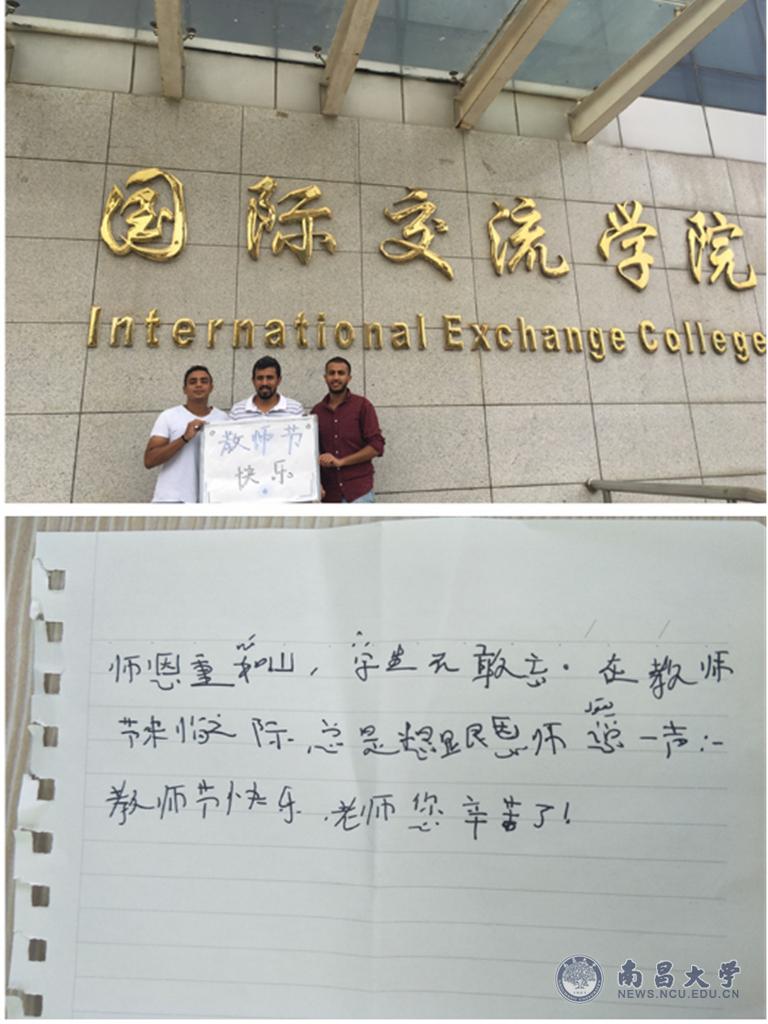 国际交流学院
International Exchange College
教师节
快乐
师恩重和山，学生无敢忘．在教师
节来临之际．总是想跟恩师说一声:-
教师节快乐．老师您辛苦了！
南昌大学
NEWS.NCU.EDU.CN